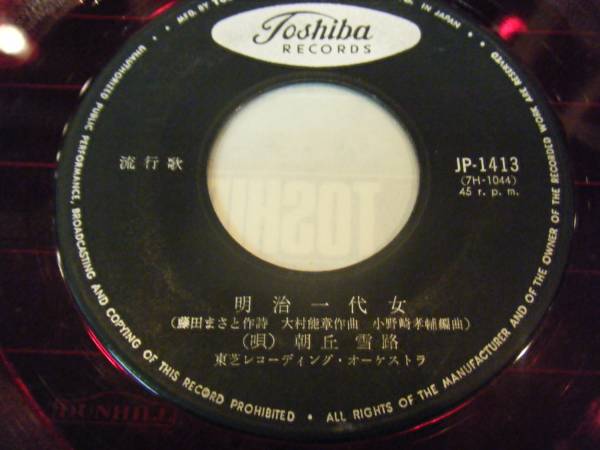 Toshiba
RECORDS
流行歌
JP-1413
(7H-1044)
45 r.p.m.
明治一代女
(藤田まさと作詩 大村能章作曲 小野崎孝輔編曲)
(唄) 朝丘雪路
東芝レコーディング・オーケストラ
IN JAPAN • ALL RIGHTS OF THE MANUFACTURER AND OF THE OWNER OF THE RECORDED WORK ARE RESERVED
UNAUTHORIZED PUBLIC PERFORMANCE, BROADCASTING AND COPYING OF THIS RECORD PROHIBITED •
MFG. BY